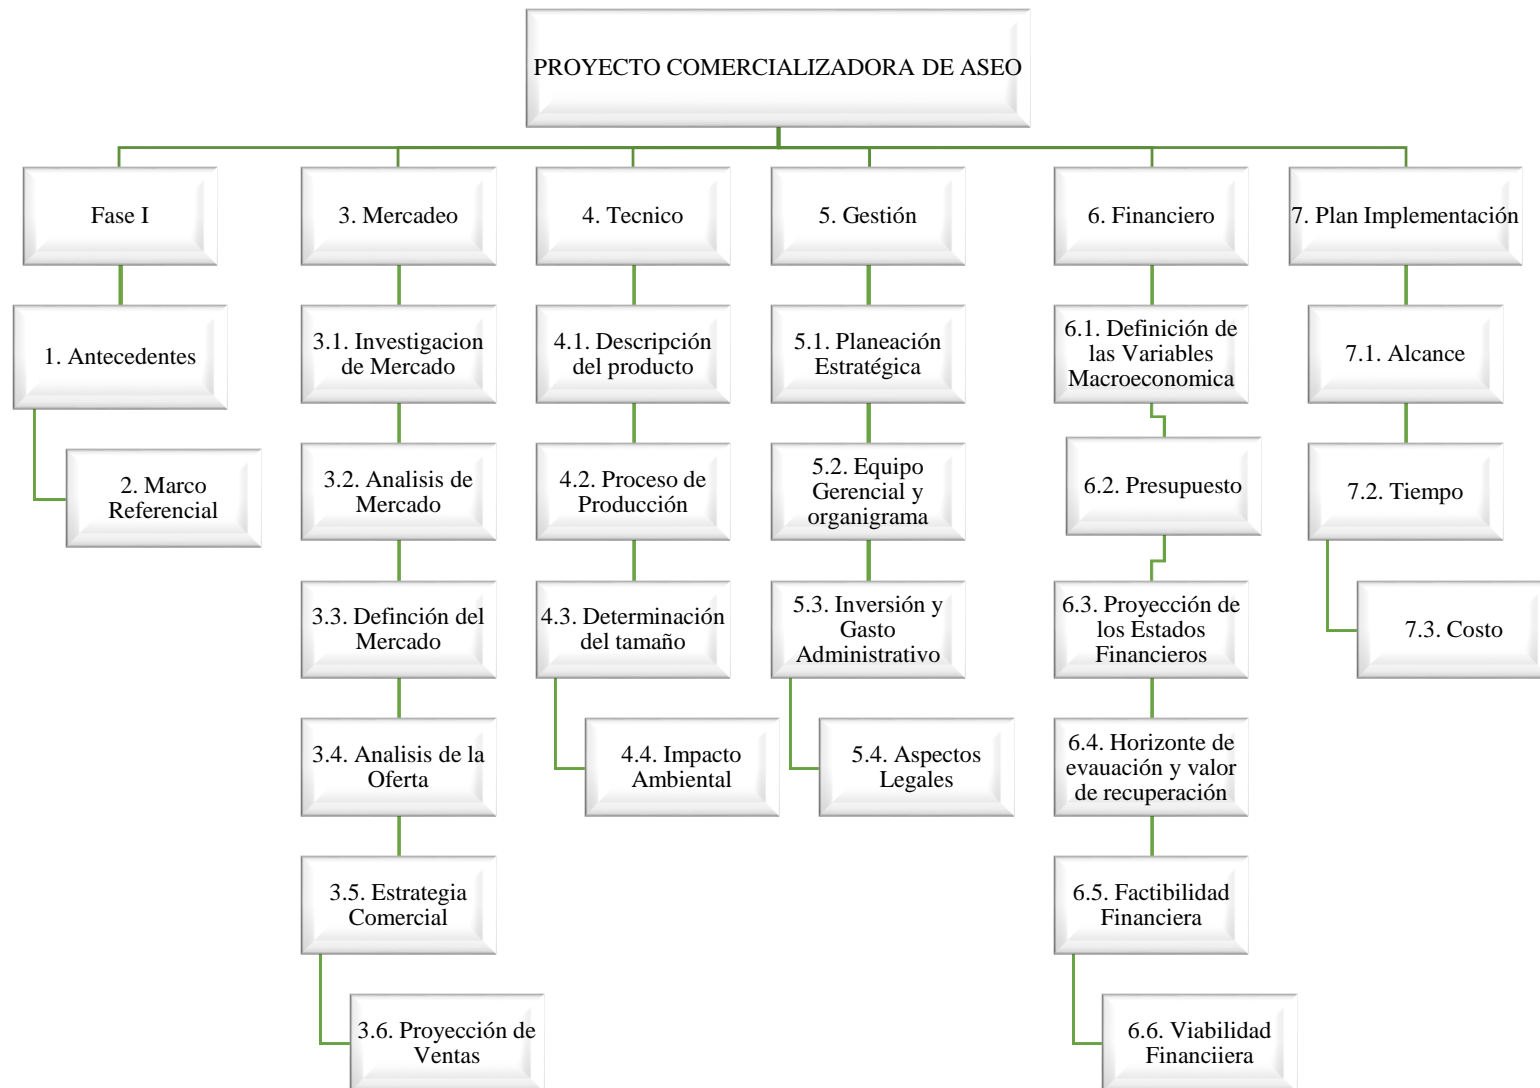 PROYECTO COMERCIALIZADORA DE ASEO
Fase I
1. Antecedentes
2. Marco
Referencial
3. Mercadeo
3.1. Investigacion
de Mercado
3.2. Analisis de
Mercado
3.3. Definción del
Mercado
3.4. Analisis de la
Oferta
3.5. Estrategia
Comercial
3.6. Proyección de
Ventas
4. Tecnico
4.1. Descripción
del producto
4.2. Proceso de
Producción
4.3. Determinación
del tamaño
4.4. Impacto
Ambiental
5. Gestión
5.1. Planeación
Estratégica
5.2. Equipo
Gerencial y
organigrama
5.3. Inversión y
Gasto
Administrativo
5.4. Aspectos
Legales
6. Financiero
6.1. Definición de
las Variables
Macroeconomica
6.2. Presupuesto
6.3. Proyección de
los Estados
Financieros
6.4. Horizonte de
evauación y valor
de recuperación
6.5. Factibilidad
Financiera
6.6. Viabilidad
Financiiera
7. Plan Implementación
7.1. Alcance
7.2. Tiempo
7.3. Costo